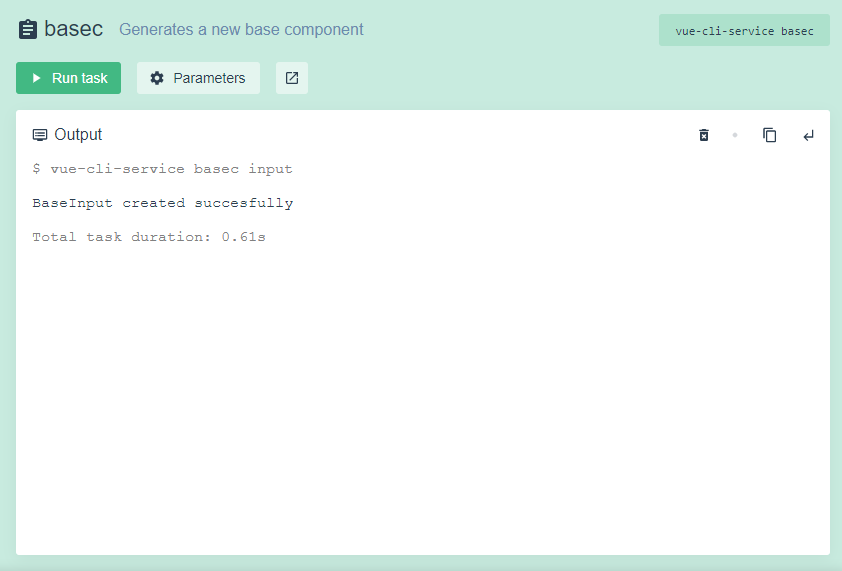 basec Generates a new base component
vue-cli-service basec
Run task Parameters
Output
$ vue-cli-service basec input
BaseInput created succesfully
Total task duration: 0.61s